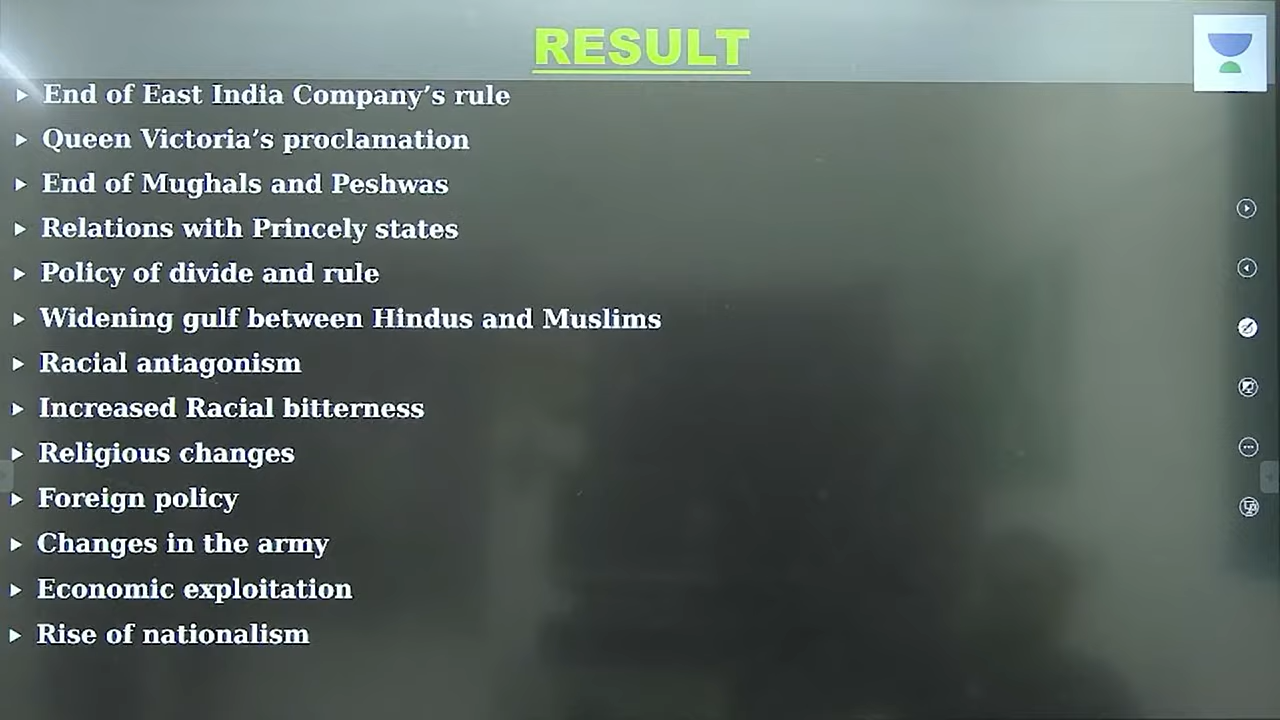 RESULT
End of East India Company's rule
Queen Victoria's proclamation
End of Mughals and Peshwas
Relations with Princely states
Policy of divide and rule
Widening gulf between Hindus and Muslims
Racial antagonism
Increased Racial bitterness
Religious changes
Foreign policy
Changes in the army
Economic exploitation
Rise of nationalism